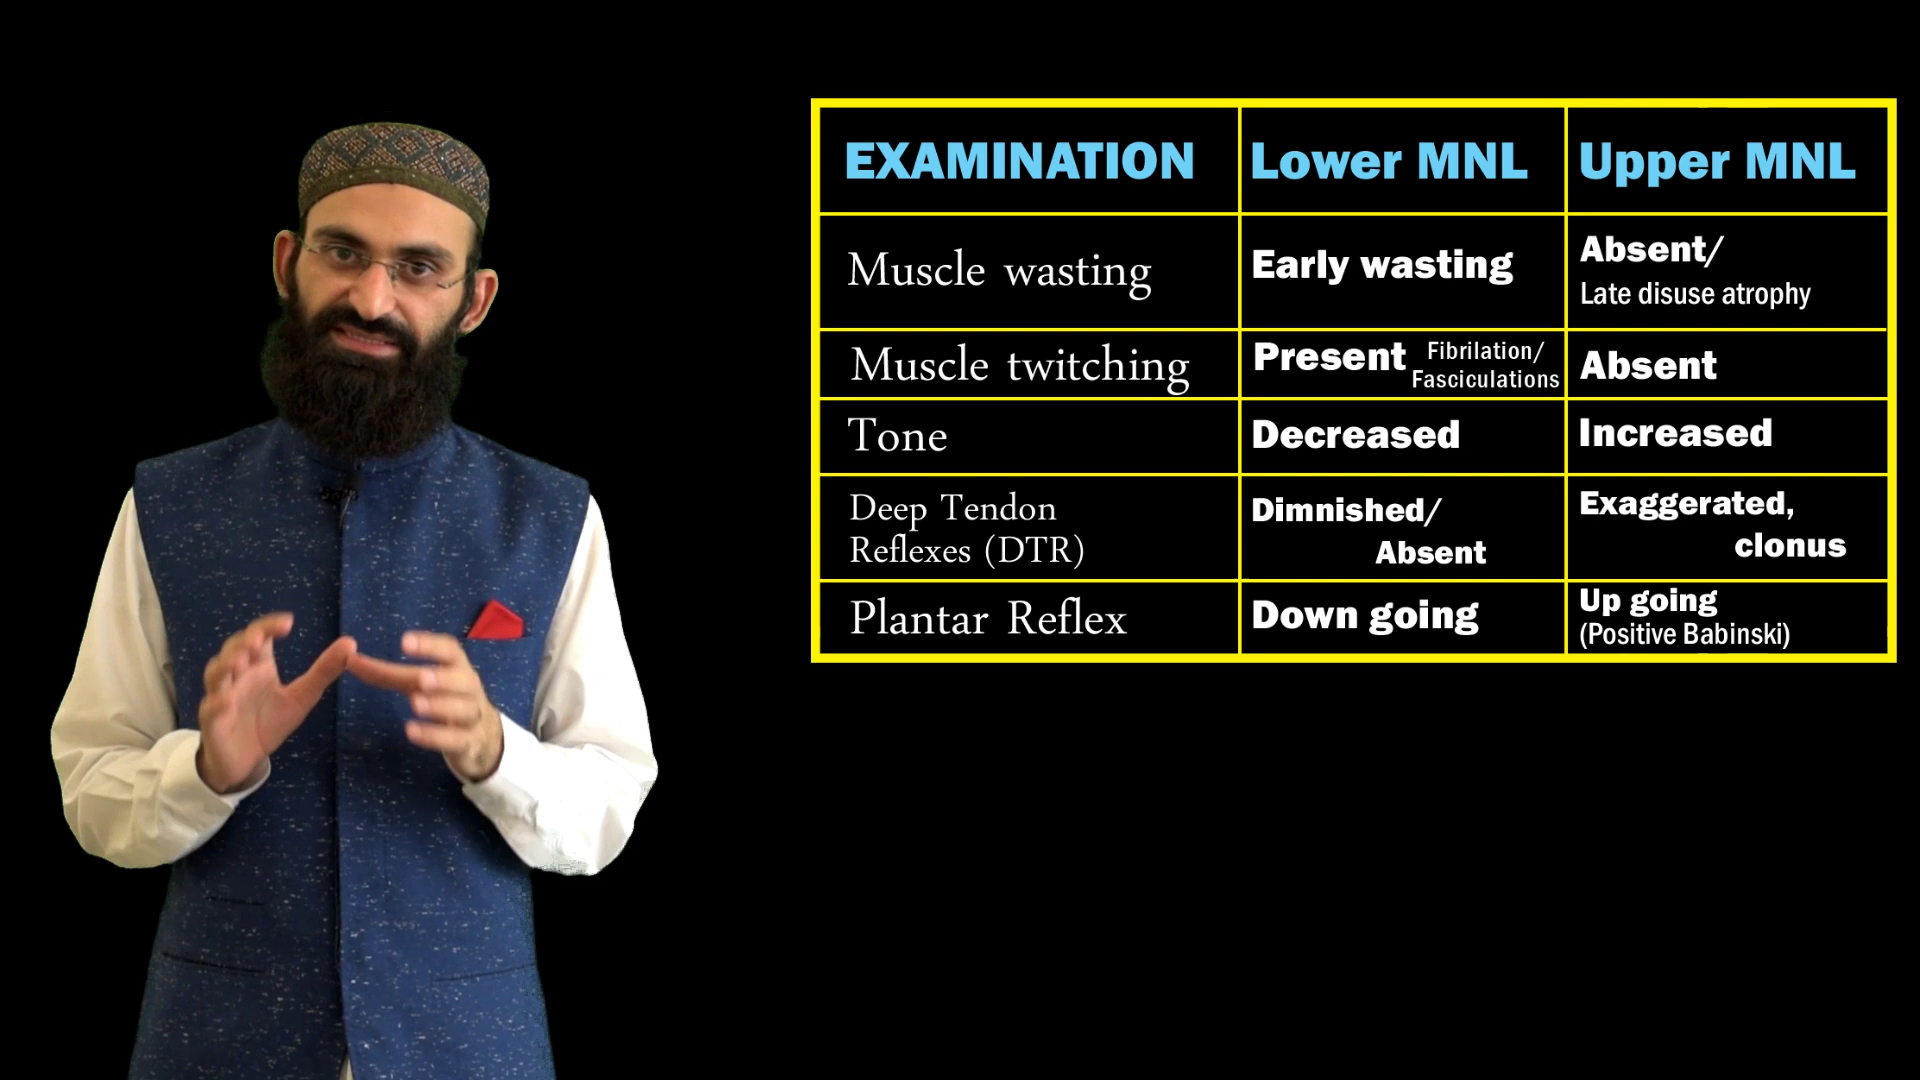 EXAMINATION Lower MNL Upper MNL
Muscle wasting Early wasting Absent/
Late disuse atrophy
Muscle twitching Present Fibrilation/
Fasciculations Absent
Tone Decreased Increased
Deep Tendon
Reflexes (DTR) Dimnished/
Absent Exaggerated,
clonus
Plantar Reflex Down going Up going
(Positive Babinski)